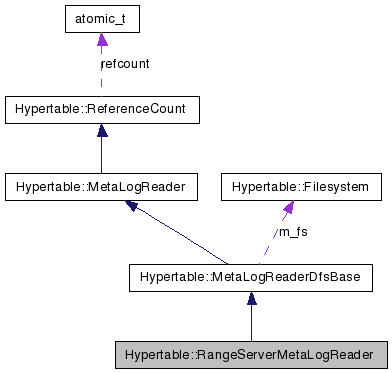 atomic_t
refcount
Hypertable::ReferenceCount
Hypertable::MetaLogReader
Hypertable::Filesystem
m_fs
Hypertable::MetaLogReaderDfsBase
Hypertable::RangeServerMetaLogReader